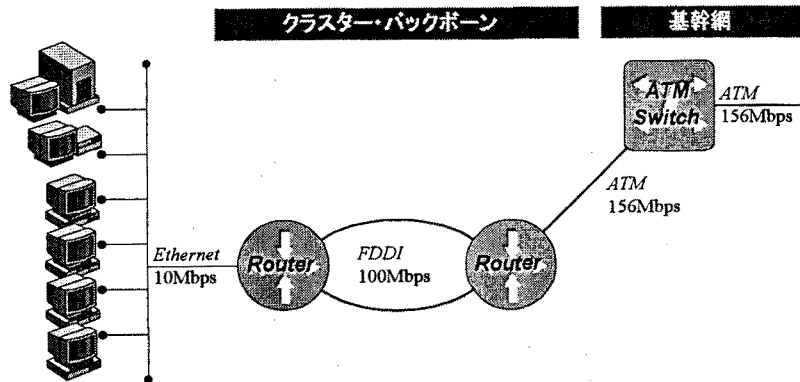 クラスター・バックボーン
基幹網
ATM
Switch
ATM
156Mbps
ATM
156Mbps
Ethernet
10Mbps
Router
FDDI
100Mbps
Router